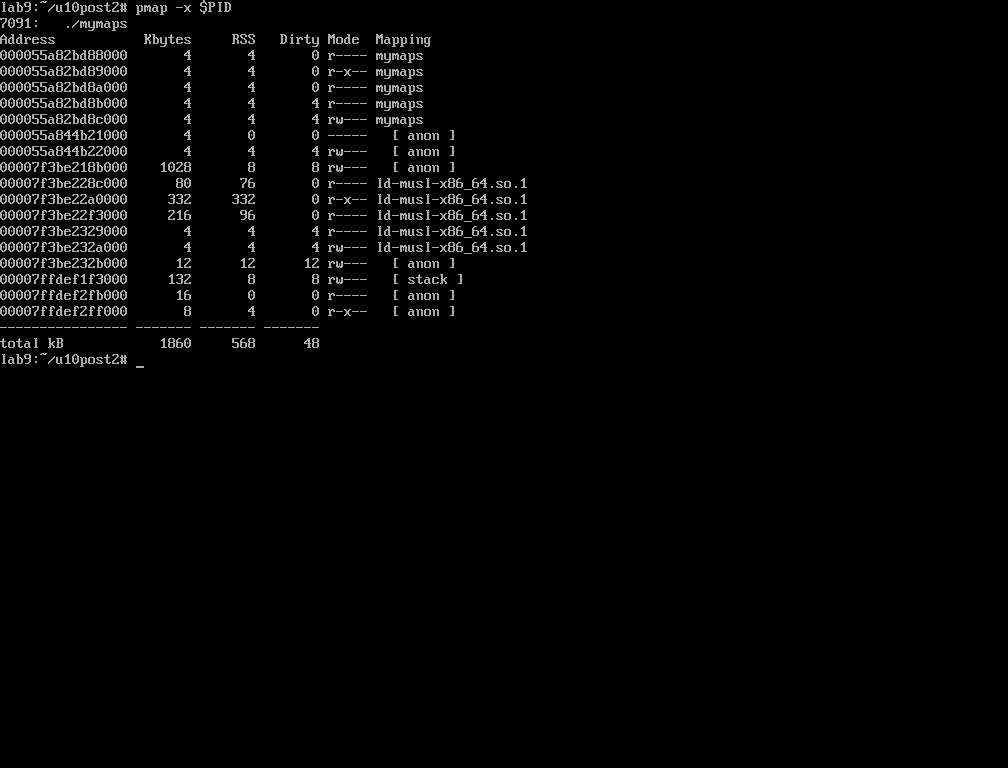 lab9:~/u10post2# pmap -x $PID
7091:   ./mymaps
Address           Kbytes     RSS   Dirty Mode  Mapping
000055a82bd88000       4       4       0 r---- mymaps
000055a82bd89000       4       4       0 r-x-- mymaps
000055a82bd8a000       4       4       0 r---- mymaps
000055a82bd8b000       4       4       4 r---- mymaps
000055a82bd8c000       4       4       4 rw--- mymaps
000055a844b21000       4       0       0 -----   [ anon ]
000055a844b22000       4       4       4 rw---   [ anon ]
00007f3be218b000    1028       8       8 rw---   [ anon ]
00007f3be228c000      80      76       0 r---- ld-musl-x86_64.so.1
00007f3be22a0000     332     332       0 r-x-- ld-musl-x86_64.so.1
00007f3be22f3000     216      96       0 r---- ld-musl-x86_64.so.1
00007f3be2329000       4       4       4 r---- ld-musl-x86_64.so.1
00007f3be232a000       4       4       4 rw--- ld-musl-x86_64.so.1
00007f3be232b000      12      12      12 rw---   [ anon ]
00007ffdef1f3000     132       8       8 rw---   [ stack ]
00007ffdef2fb000      16       0       0 r----   [ anon ]
00007ffdef2ff000       8       4       0 r-x--   [ anon ]
---------------- ------- ------- -------
total kB            1860     568      48
lab9:~/u10post2# _